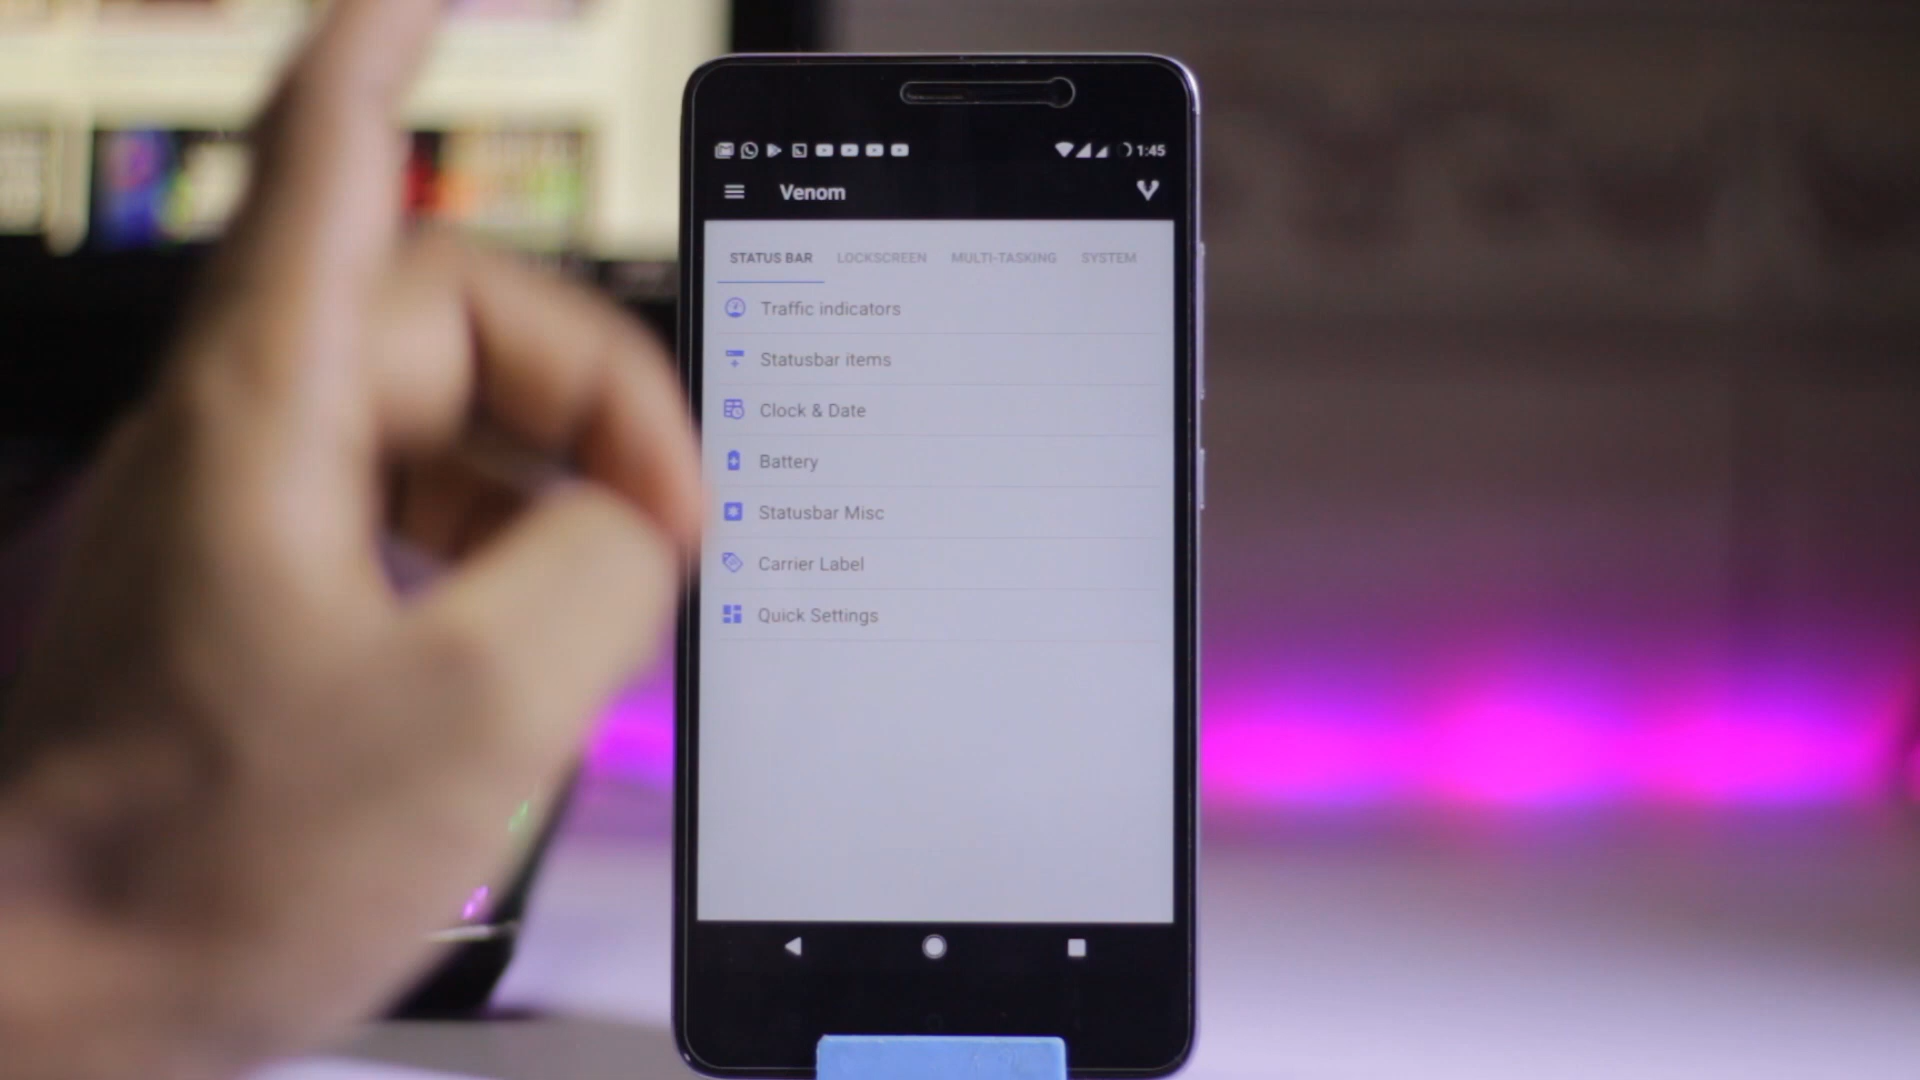 1:45
Venom
STATUS BAR LOCKSCREEN MULTI-TASKING SYSTEM
Traffic indicators
Statusbar items
Clock & Date
Battery
Statusbar Misc
Carrier Label
Quick Settings